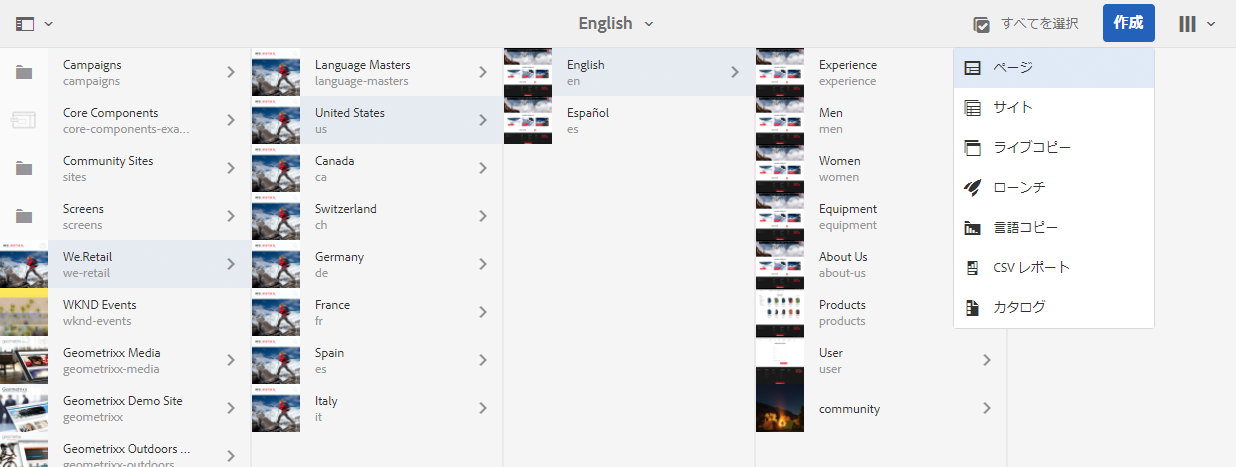 English
すべてを選択
作成
Campaigns
campaigns
Core Components
core-components-exa...
Community Sites
sites
Screens
screens
We.Retail
we-retail
WKND Events
wknd-events
Geometrixx Media
geometrixx-media
Geometrixx Demo Site
geometrixx
Geometrixx Outdoors ...
geometrixx-outdoors
Language Masters
language-masters
United States
us
Canada
ca
Switzerland
ch
Germany
de
France
fr
Spain
es
Italy
it
English
en
Español
es
Experience
experience
Men
men
Women
women
Equipment
equipment
About Us
about-us
Products
products
User
user
community
ページ
サイト
ライブコピー
ローンチ
言語コピー
CSV レポート
カタログ